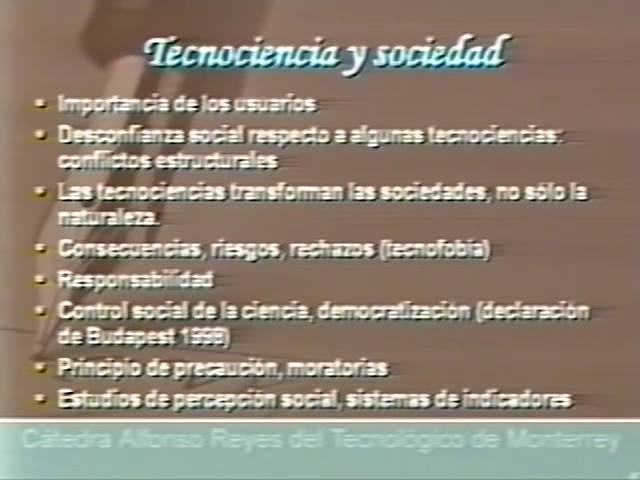 Tecnociencia y sociedad
• Importancia de los usuarios
• Desconfianza social respecto a algunas tecnociencias:
conflictos estructurales
• Las tecnociencias transforman las sociedades, no sólo la
naturaleza.
• Consecuencias, riesgos, rechazos (tecnofobia)
• Responsabilidad
• Control social de la ciencia, democratización (declaración
de Budapest 1998)
• Principio de precaución, moratorias
• Estudios de percepción social, sistemas de indicadores
Cátedra Alfonso Reyes del Tecnológico de Monterrey